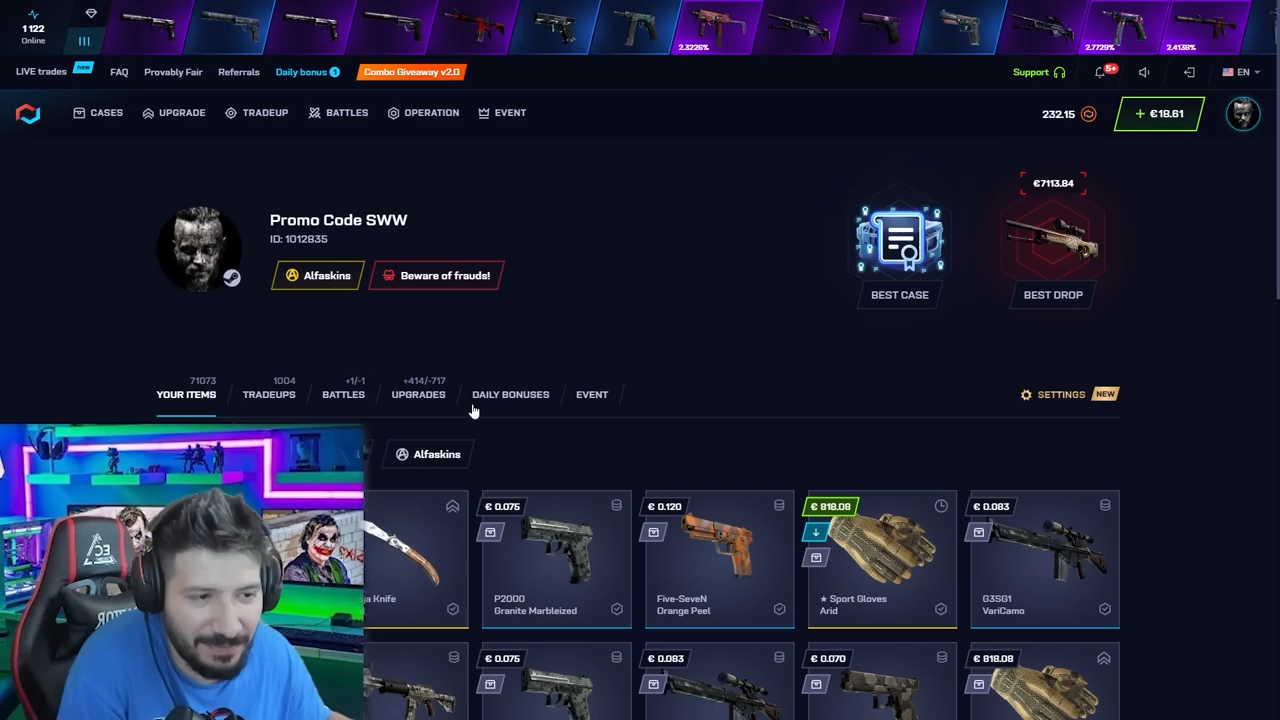 1 122
Online
2.3226%
2.7729%
2.4138%
LIVE trades
new
FAQ
Provably Fair
Referrals
Daily bonus 1
Combo Giveaway v2.0
Support
5+
EN
CASES
UPGRADE
TRADEUP
BATTLES
OPERATION
EVENT
232.15
+ €18.61
Promo Code SWW
ID: 1012835
Alfaskins
Beware of frauds!
BEST CASE
€7113.84
BEST DROP
71073
YOUR ITEMS
1004
TRADEUPS
+1/-1
BATTLES
+414/-717
UPGRADES
DAILY BONUSES
EVENT
SETTINGS
NEW
Alfaskins
ja Knife
€ 0.075
P2000
Granite Marbleized
€ 0.120
Five-SeveN
Orange Peel
€ 818.08
★ Sport Gloves
Arid
€ 0.083
G3SG1
VariCamo
€ 0.075
€ 0.083
€ 0.070
€ 818.08